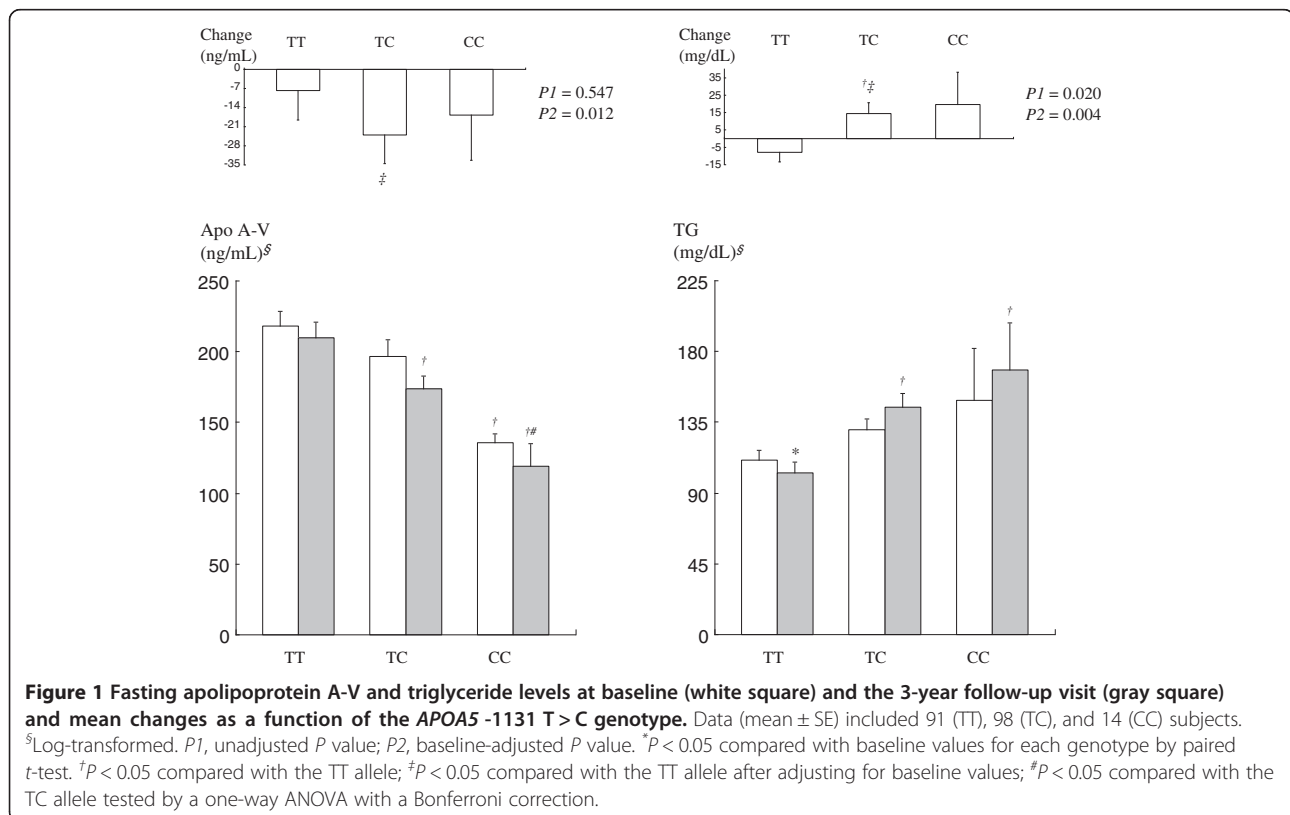 Change
(ng/mL)
TT TC CC
0
-7
-14
-21
-28
-35
‡
P1 = 0.547
P2 = 0.012
Change
(mg/dL)
TT TC CC
35
25
15
5
-5
-15
†‡
P1 = 0.020
P2 = 0.004
Apo A-V
(ng/mL)§
250
200
150
100
50
0
†
†
†#
TT TC CC
TG
(mg/dL)§
225
180
135
90
45
0
*
†
†
TT TC CC
Figure 1 Fasting apolipoprotein A-V and triglyceride levels at baseline (white square) and the 3-year follow-up visit (gray square)
and mean changes as a function of the APOA5 -1131 T > C genotype. Data (mean ± SE) included 91 (TT), 98 (TC), and 14 (CC) subjects.
§Log-transformed. P1, unadjusted P value; P2, baseline-adjusted P value. *P < 0.05 compared with baseline values for each genotype by paired
t-test. †P < 0.05 compared with the TT allele; ‡P < 0.05 compared with the TT allele after adjusting for baseline values; #P < 0.05 compared with the
TC allele tested by a one-way ANOVA with a Bonferroni correction.